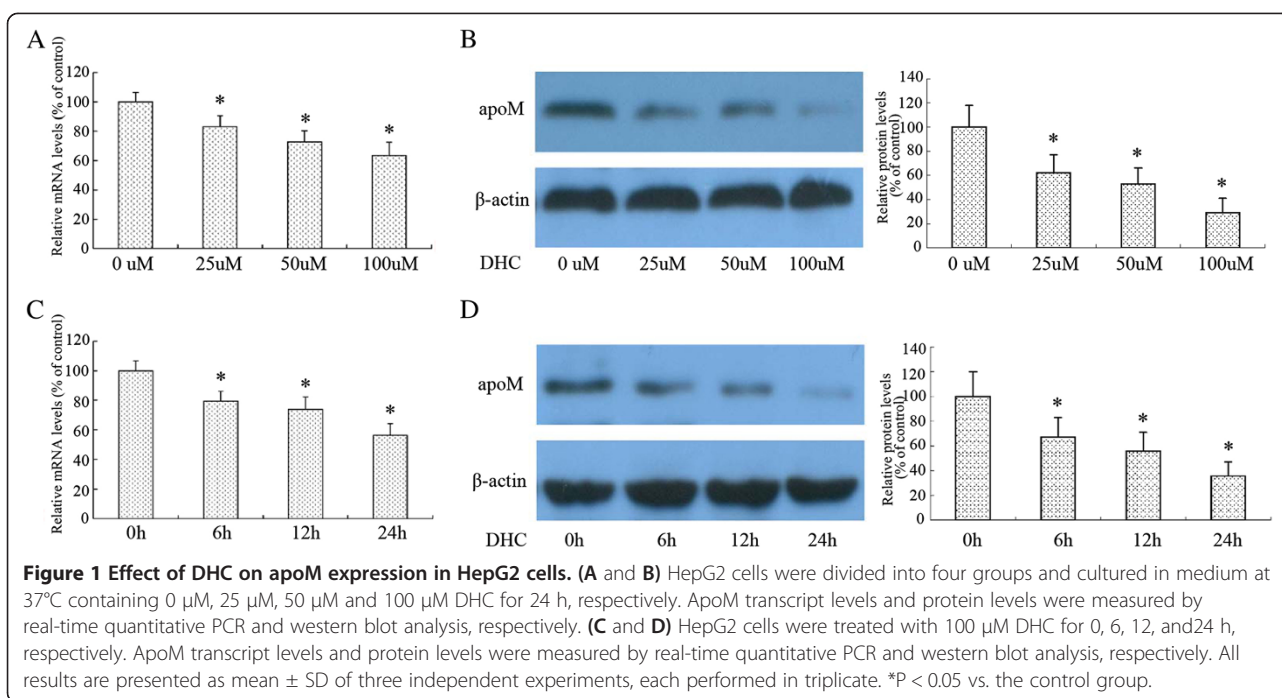 A
Relative mRNA levels (% of control)
120
100
80
60
40
20
0
*
*
*
0 uM 25uM 50uM 100uM
B
apoM
β-actin
DHC 0 uM 25uM 50uM 100uM
Relative protein levels
(% of control)
140
120
100
80
60
40
20
0
*
*
*
0 uM 25uM 50uM 100uM
C
Relative mRNA levels (% of control)
120
100
80
60
40
20
0
*
*
*
0h 6h 12h 24h
D
apoM
β-actin
DHC 0h 6h 12h 24h
Relative protein levels
(% of control)
140
120
100
80
60
40
20
0
*
*
*
0h 6h 12h 24h
Figure 1 Effect of DHC on apoM expression in HepG2 cells. (A and B) HepG2 cells were divided into four groups and cultured in medium at
37°C containing 0 μM, 25 μM, 50 μM and 100 μM DHC for 24 h, respectively. ApoM transcript levels and protein levels were measured by
real-time quantitative PCR and western blot analysis, respectively. (C and D) HepG2 cells were treated with 100 μM DHC for 0, 6, 12, and24 h,
respectively. ApoM transcript levels and protein levels were measured by real-time quantitative PCR and western blot analysis, respectively. All
results are presented as mean ± SD of three independent experiments, each performed in triplicate. *P < 0.05 vs. the control group.